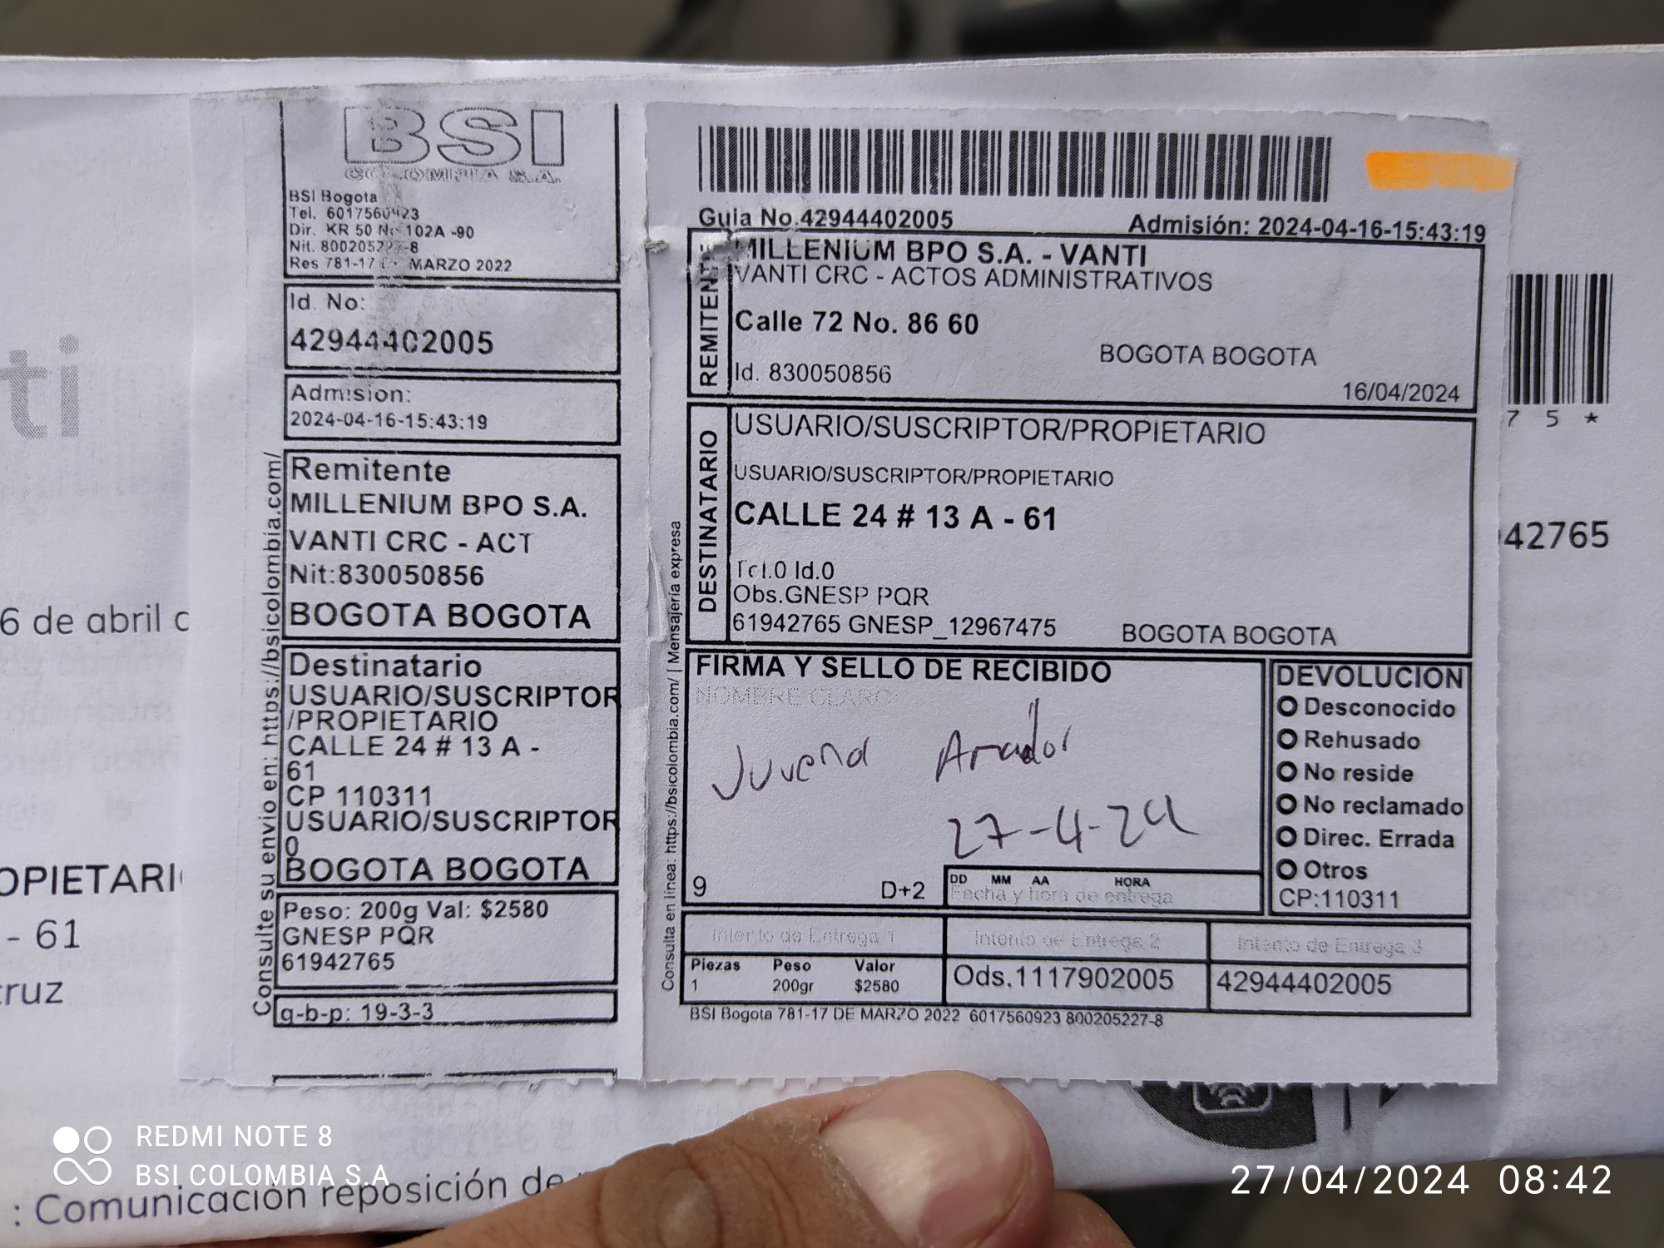 BSI
COLOMBIA S.A.
BSI Bogota
Tel. 6017560923
Dir. KR 50 No 102A -90
Nit. 800205227-8
Res 781-17 DE MARZO 2022
Id. No:
42944402005
Admision:
2024-04-16-15:43:19
Remitente
MILLENIUM BPO S.A.
VANTI CRC - ACT
Nit:830050856
BOGOTA BOGOTA
Destinatario
USUARIO/SUSCRIPTOR
/PROPIETARIO
CALLE 24 # 13 A -
61
CP 110311
USUARIO/SUSCRIPTOR
0
BOGOTA BOGOTA
Peso: 200g Val: $2580
GNESP PQR
61942765
g-b-p: 19-3-3
Consulte su envio en: https://bsicolombia.com/
Guia No.42944402005
Admisión: 2024-04-16-15:43:19
REMITENTE
MILLENIUM BPO S.A. - VANTI
VANTI CRC - ACTOS ADMINISTRATIVOS
Calle 72 No. 86 60
BOGOTA BOGOTA
Id. 830050856
16/04/2024
DESTINATARIO
USUARIO/SUSCRIPTOR/PROPIETARIO
USUARIO/SUSCRIPTOR/PROPIETARIO
CALLE 24 # 13 A - 61
Tel.0 Id.0
Obs.GNESP PQR
61942765 GNESP_12967475
BOGOTA BOGOTA
FIRMA Y SELLO DE RECIBIDO
NOMBRE CLARO:
Amador
27-4-24
9
D+2
DD MM AA HORA
Fecha y hora de entrega
DEVOLUCION
Desconocido
Rehusado
No reside
No reclamado
Direc. Errada
Otros
CP:110311
Intento de Entrega 1
Intento de Entrega 2
Intento de Entrega 3
Piezas Peso Valor
1 200gr $2580
Ods.1117902005
42944402005
BSI Bogota 781-17 DE MARZO 2022 6017560923 800205227-8
Consulta en línea: https://bsicolombia.com/ | Mensajería expresa
ti
6 de abril
OPIETARI
- 61
cruz
: Comunicación reposición de
7 5 *
42765
REDMI NOTE 8
BSI COLOMBIA S.A
27/04/2024 08:42